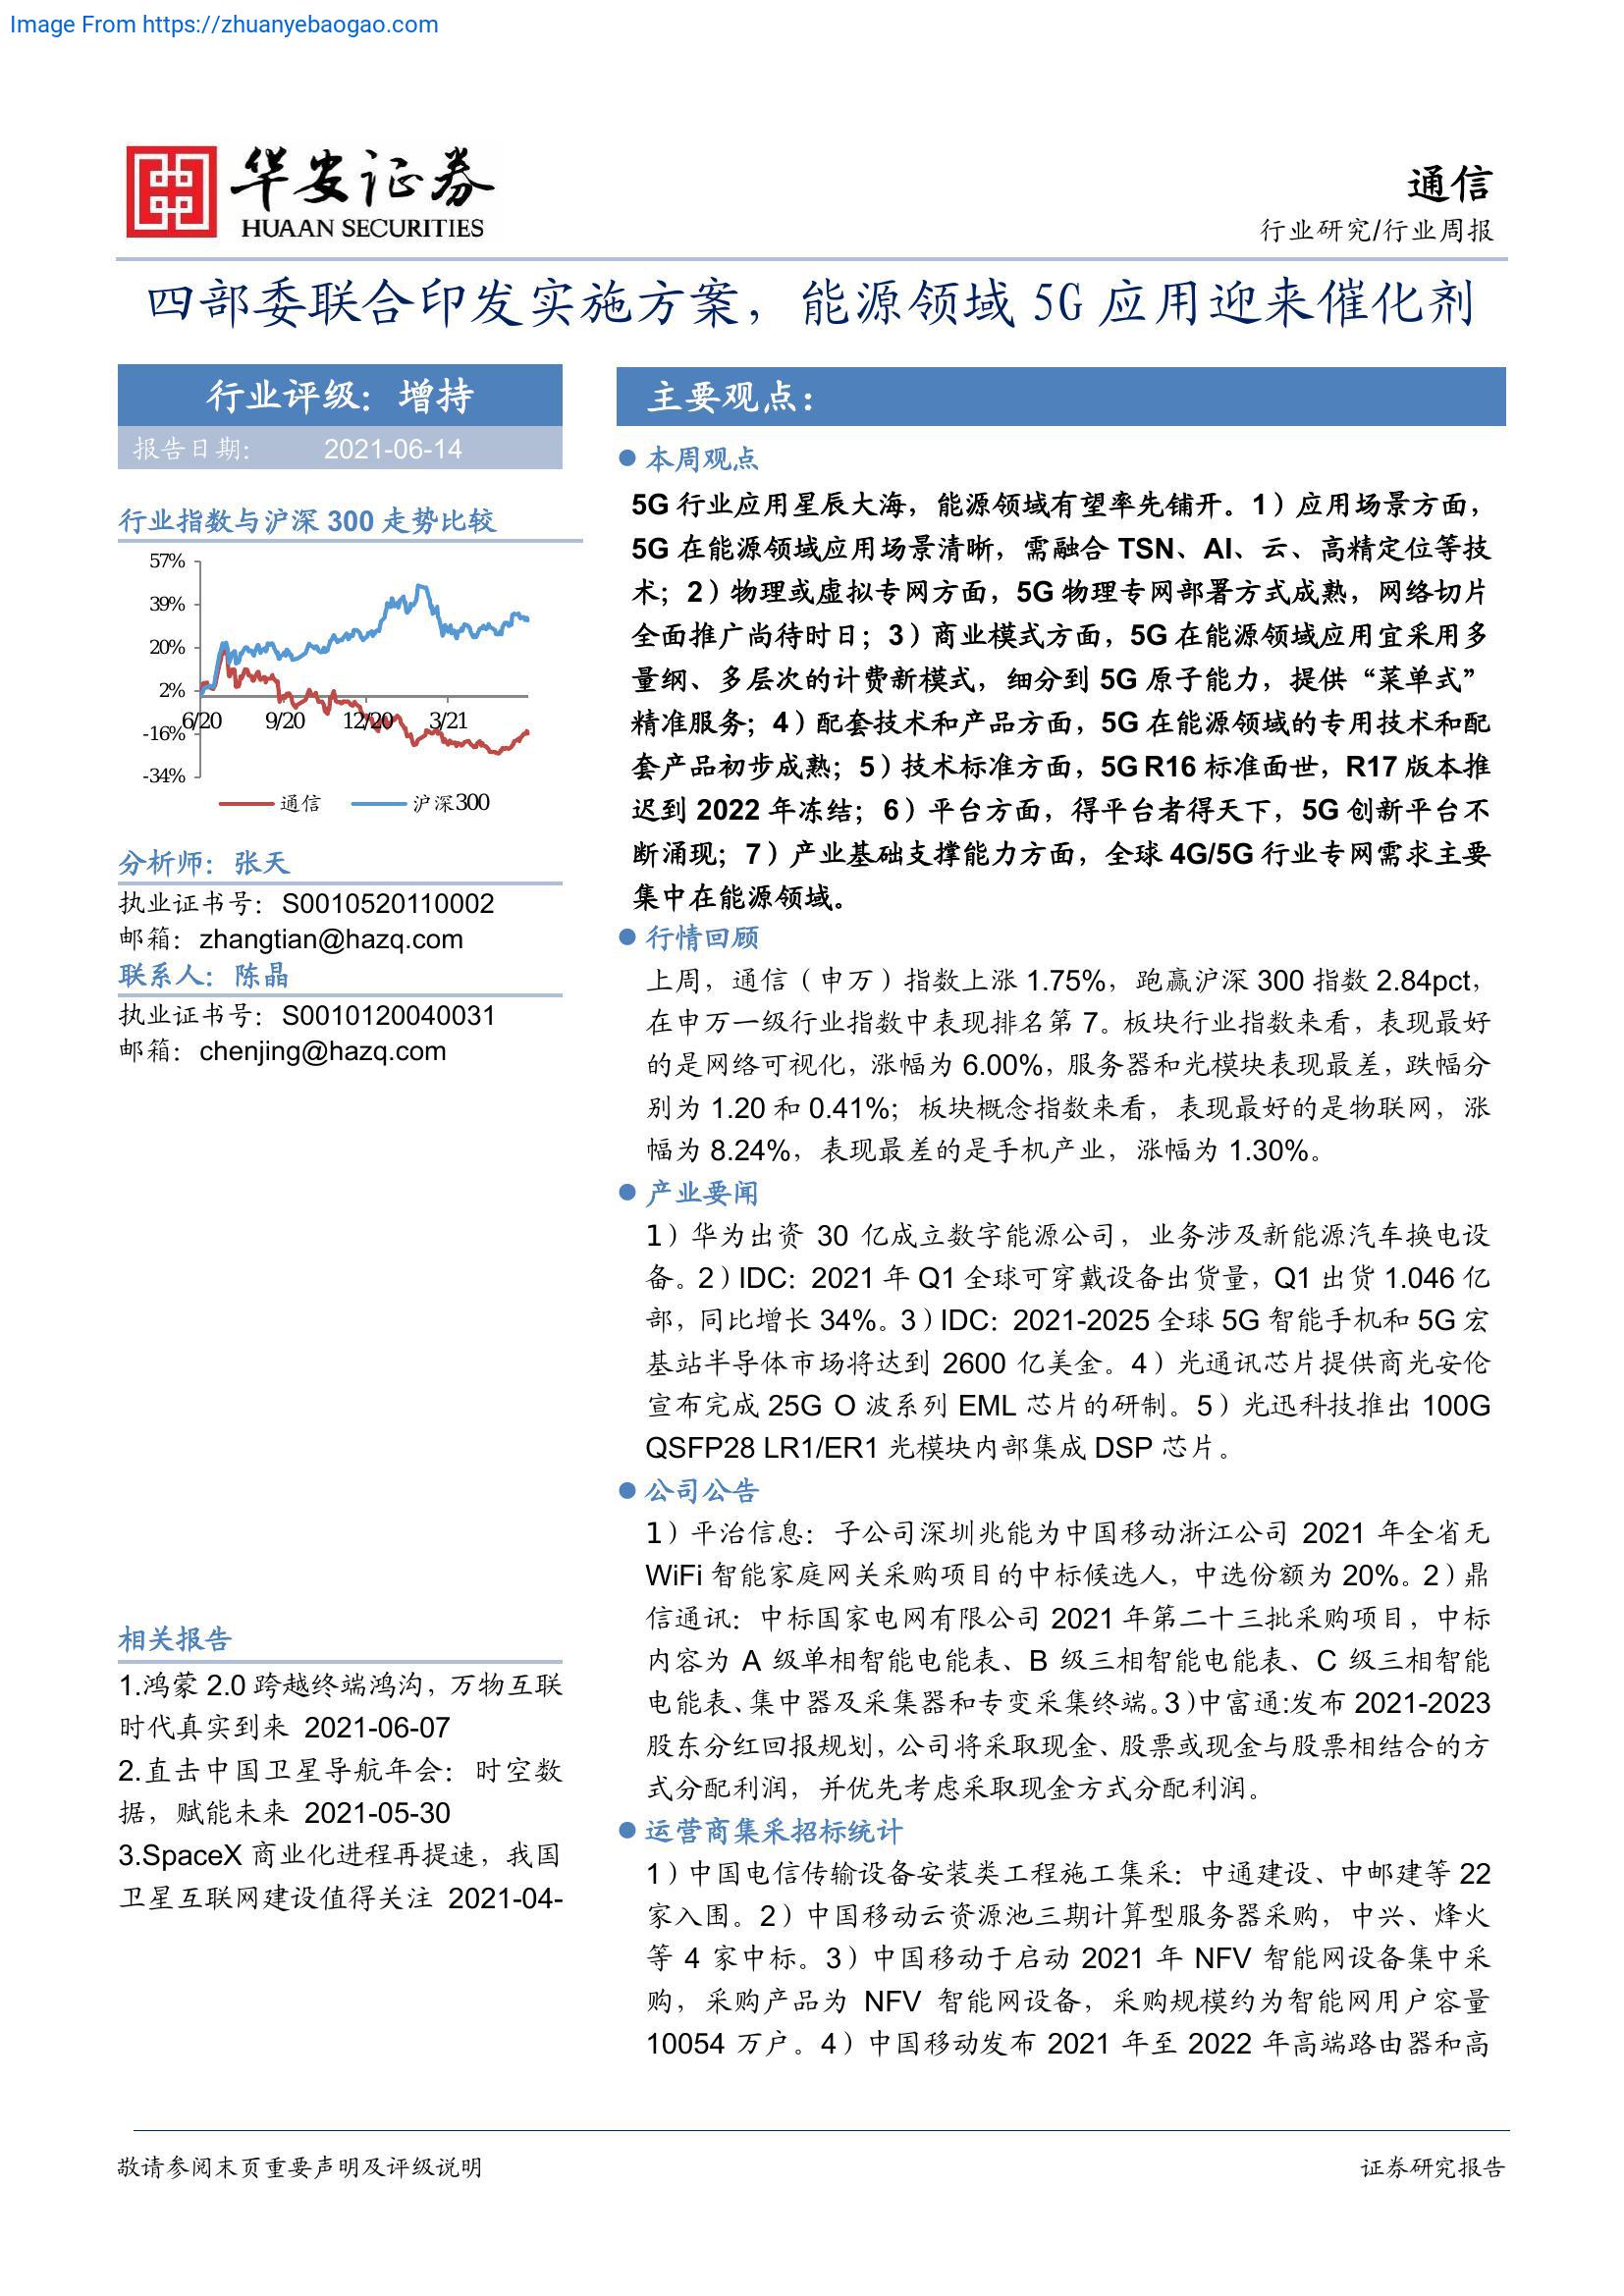 Image From https://zhuanyebaogao.com
华安证券
HUAAN SECURITIES
通信
行业研究/行业周报
四部委联合印发实施方案，能源领域 5G 应用迎来催化剂
行业评级：增持
报告日期： 2021-06-14
行业指数与沪深 300 走势比较
57%
39%
20%
2%
-16%
-34%
6/20 9/20 12/20 3/21
通信 沪深300
分析师：张天
执业证书号：S0010520110002
邮箱：zhangtian@hazq.com
联系人：陈晶
执业证书号：S0010120040031
邮箱：chenjing@hazq.com
相关报告
1.鸿蒙 2.0 跨越终端鸿沟，万物互联
时代真实到来 2021-06-07
2.直击中国卫星导航年会：时空数
据，赋能未来 2021-05-30
3.SpaceX 商业化进程再提速，我国
卫星互联网建设值得关注 2021-04-
主要观点：
本周观点
5G 行业应用星辰大海，能源领域有望率先铺开。1）应用场景方面，
5G 在能源领域应用场景清晰，需融合 TSN、AI、云、高精定位等技
术；2）物理或虚拟专网方面，5G 物理专网部署方式成熟，网络切片
全面推广尚待时日；3）商业模式方面，5G 在能源领域应用宜采用多
量纲、多层次的计费新模式，细分到 5G 原子能力，提供“菜单式”
精准服务；4）配套技术和产品方面，5G 在能源领域的专用技术和配
套产品初步成熟；5）技术标准方面，5G R16 标准面世，R17 版本推
迟到 2022 年冻结；6）平台方面，得平台者得天下，5G 创新平台不
断涌现；7）产业基础支撑能力方面，全球 4G/5G 行业专网需求主要
集中在能源领域。
行情回顾
上周，通信（申万）指数上涨 1.75%，跑赢沪深 300 指数 2.84pct，
在申万一级行业指数中表现排名第 7。板块行业指数来看，表现最好
的是网络可视化，涨幅为 6.00%，服务器和光模块表现最差，跌幅分
别为 1.20 和 0.41%；板块概念指数来看，表现最好的是物联网，涨
幅为 8.24%，表现最差的是手机产业，涨幅为 1.30%。
产业要闻
1）华为出资 30 亿成立数字能源公司，业务涉及新能源汽车换电设
备。2）IDC：2021 年 Q1 全球可穿戴设备出货量，Q1 出货 1.046 亿
部，同比增长 34%。3）IDC：2021-2025 全球 5G 智能手机和 5G 宏
基站半导体市场将达到 2600 亿美金。4）光通讯芯片提供商光安伦
宣布完成 25G O 波系列 EML 芯片的研制。5）光迅科技推出 100G
QSFP28 LR1/ER1 光模块内部集成 DSP 芯片。
公司公告
1）平治信息：子公司深圳兆能为中国移动浙江公司 2021 年全省无
WiFi 智能家庭网关采购项目的中标候选人，中选份额为 20%。2）鼎
信通讯：中标国家电网有限公司 2021 年第二十三批采购项目，中标
内容为 A 级单相智能电能表、B 级三相智能电能表、C 级三相智能
电能表、集中器及采集器和专变采集终端。3）中富通:发布 2021-2023
股东分红回报规划，公司将采取现金、股票或现金与股票相结合的方
式分配利润，并优先考虑采取现金方式分配利润。
运营商集采招标统计
1）中国电信传输设备安装类工程施工集采：中通建设、中邮建等 22
家入围。2）中国移动云资源池三期计算型服务器采购，中兴、烽火
等 4 家中标。3）中国移动于启动 2021 年 NFV 智能网设备集中采
购，采购产品为 NFV 智能网设备，采购规模约为智能网用户容量
10054 万户。4）中国移动发布 2021 年至 2022 年高端路由器和高
敬请参阅末页重要声明及评级说明
证券研究报告